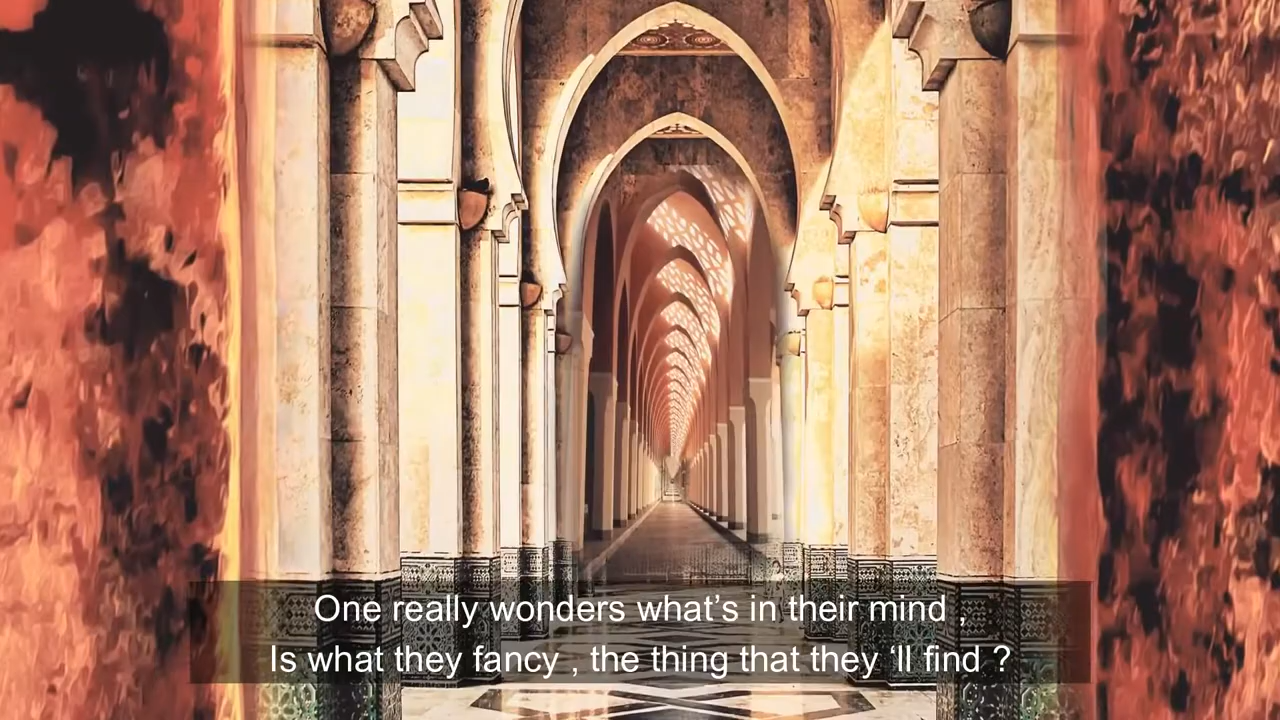 One really wonders what’s in their mind ,
Is what they fancy , the thing that they ‘ll find ?